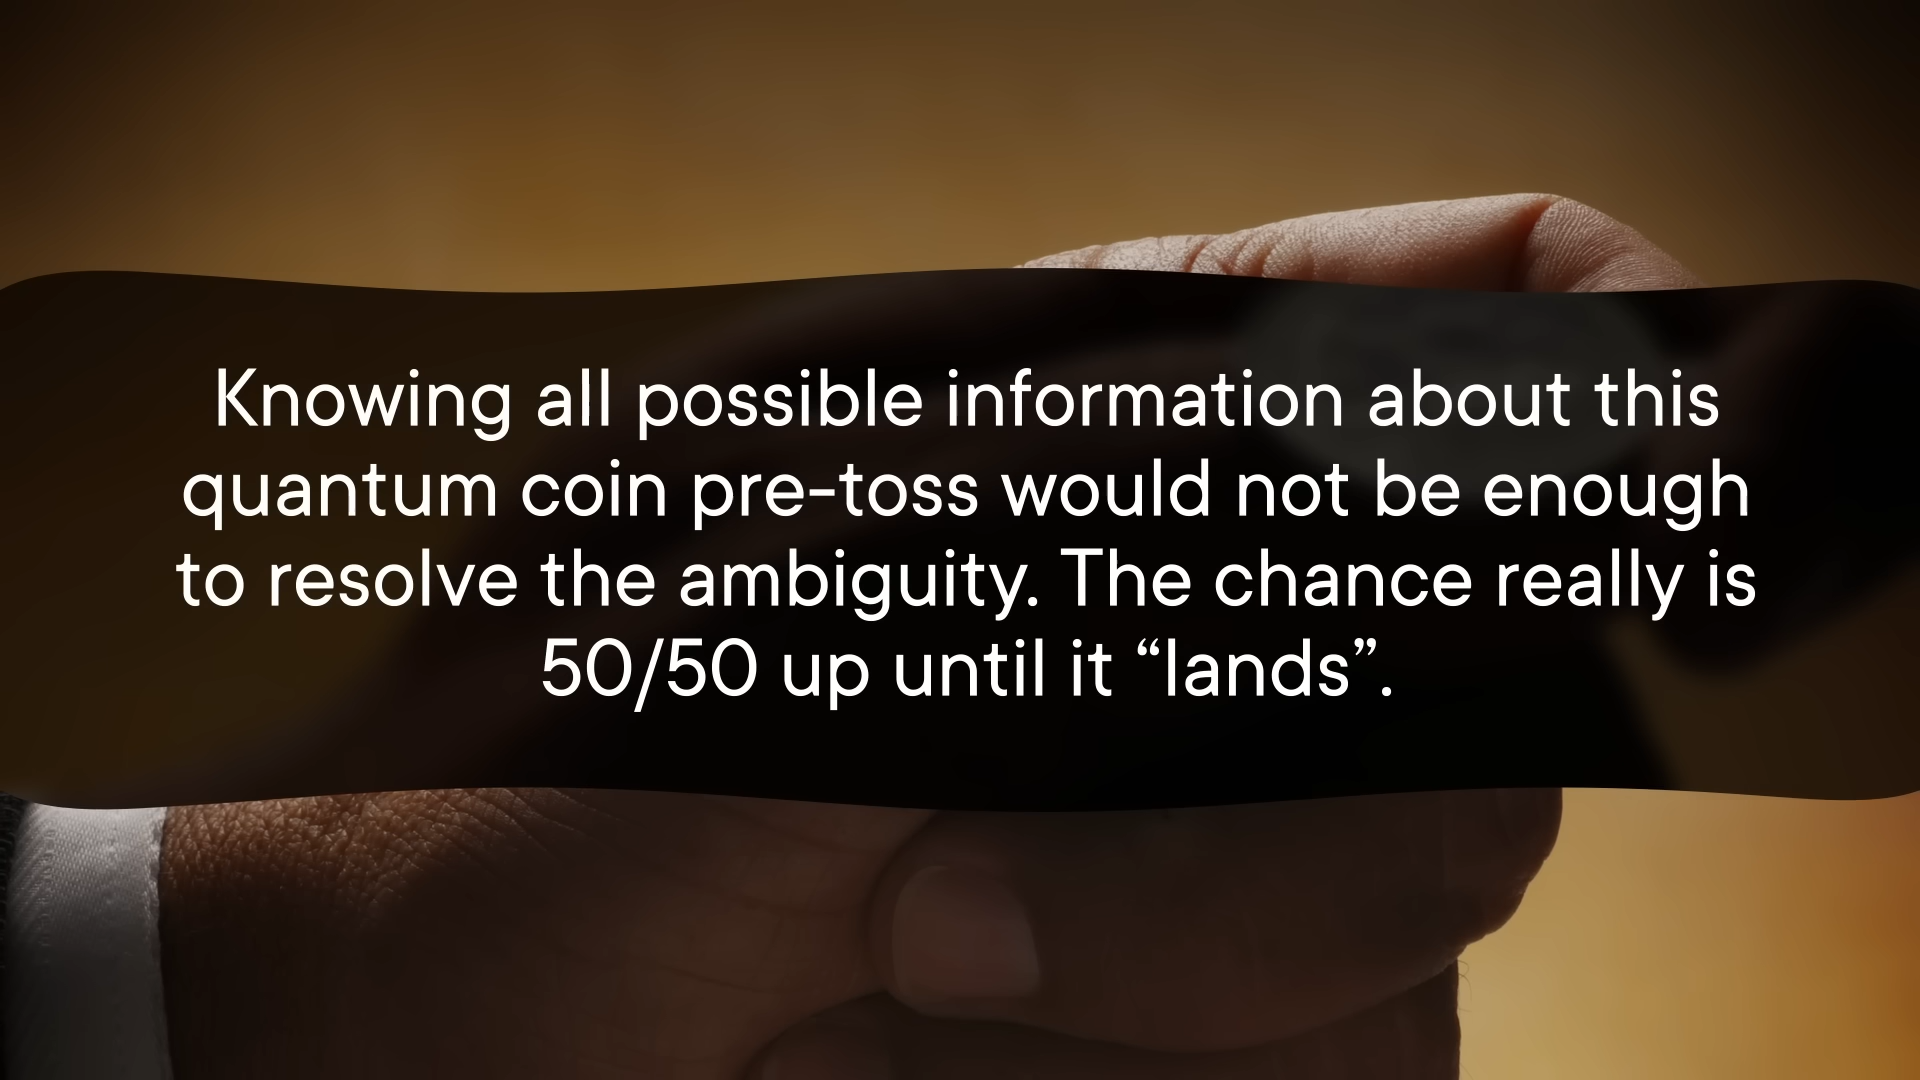 Knowing all possible information about this
quantum coin pre-toss would not be enough
to resolve the ambiguity. The chance really is
50/50 up until it “lands”.